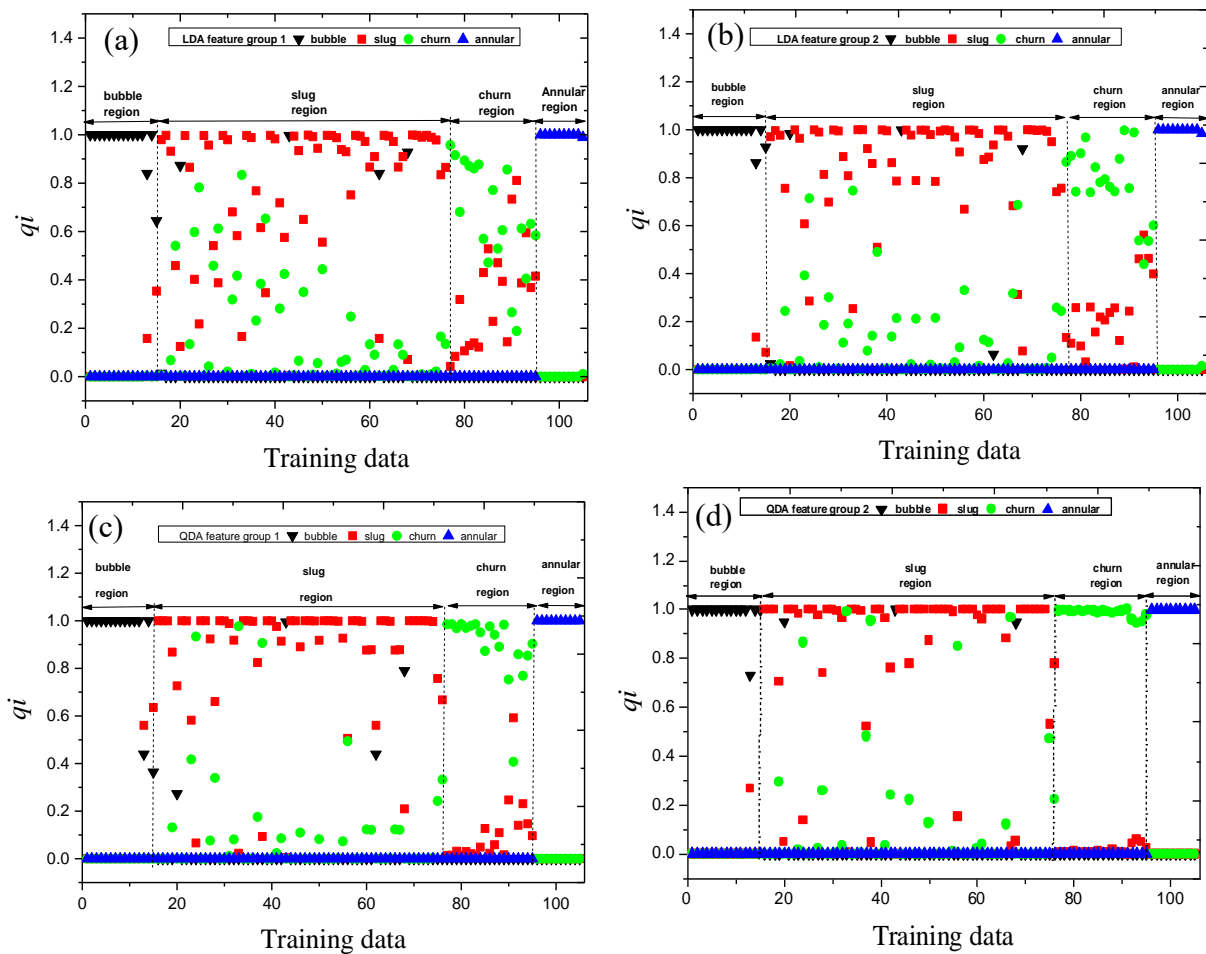 (a)
LDA feature group 1 bubble slug churn annular
bubble region
slug region
churn region
Annular region
qi
1.4
1.2
1.0
0.8
0.6
0.4
0.2
0.0
0 20 40 60 80 100
Training data
(b)
LDA feature group 2 bubble slug churn annular
bubble region
slug region
churn region
annular region
qi
1.4
1.2
1.0
0.8
0.6
0.4
0.2
0.0
0 20 40 60 80 100
Training data
(c)
QDA feature group 1 bubble slug churn annular
bubble region
slug region
churn region
annular region
qi
1.4
1.2
1.0
0.8
0.6
0.4
0.2
0.0
0 20 40 60 80 100
Training data
(d)
QDA feature group 2 bubble slug churn annular
bubble region
slug region
churn region
annular region
qi
1.4
1.2
1.0
0.8
0.6
0.4
0.2
0.0
0 20 40 60 80 100
Training data